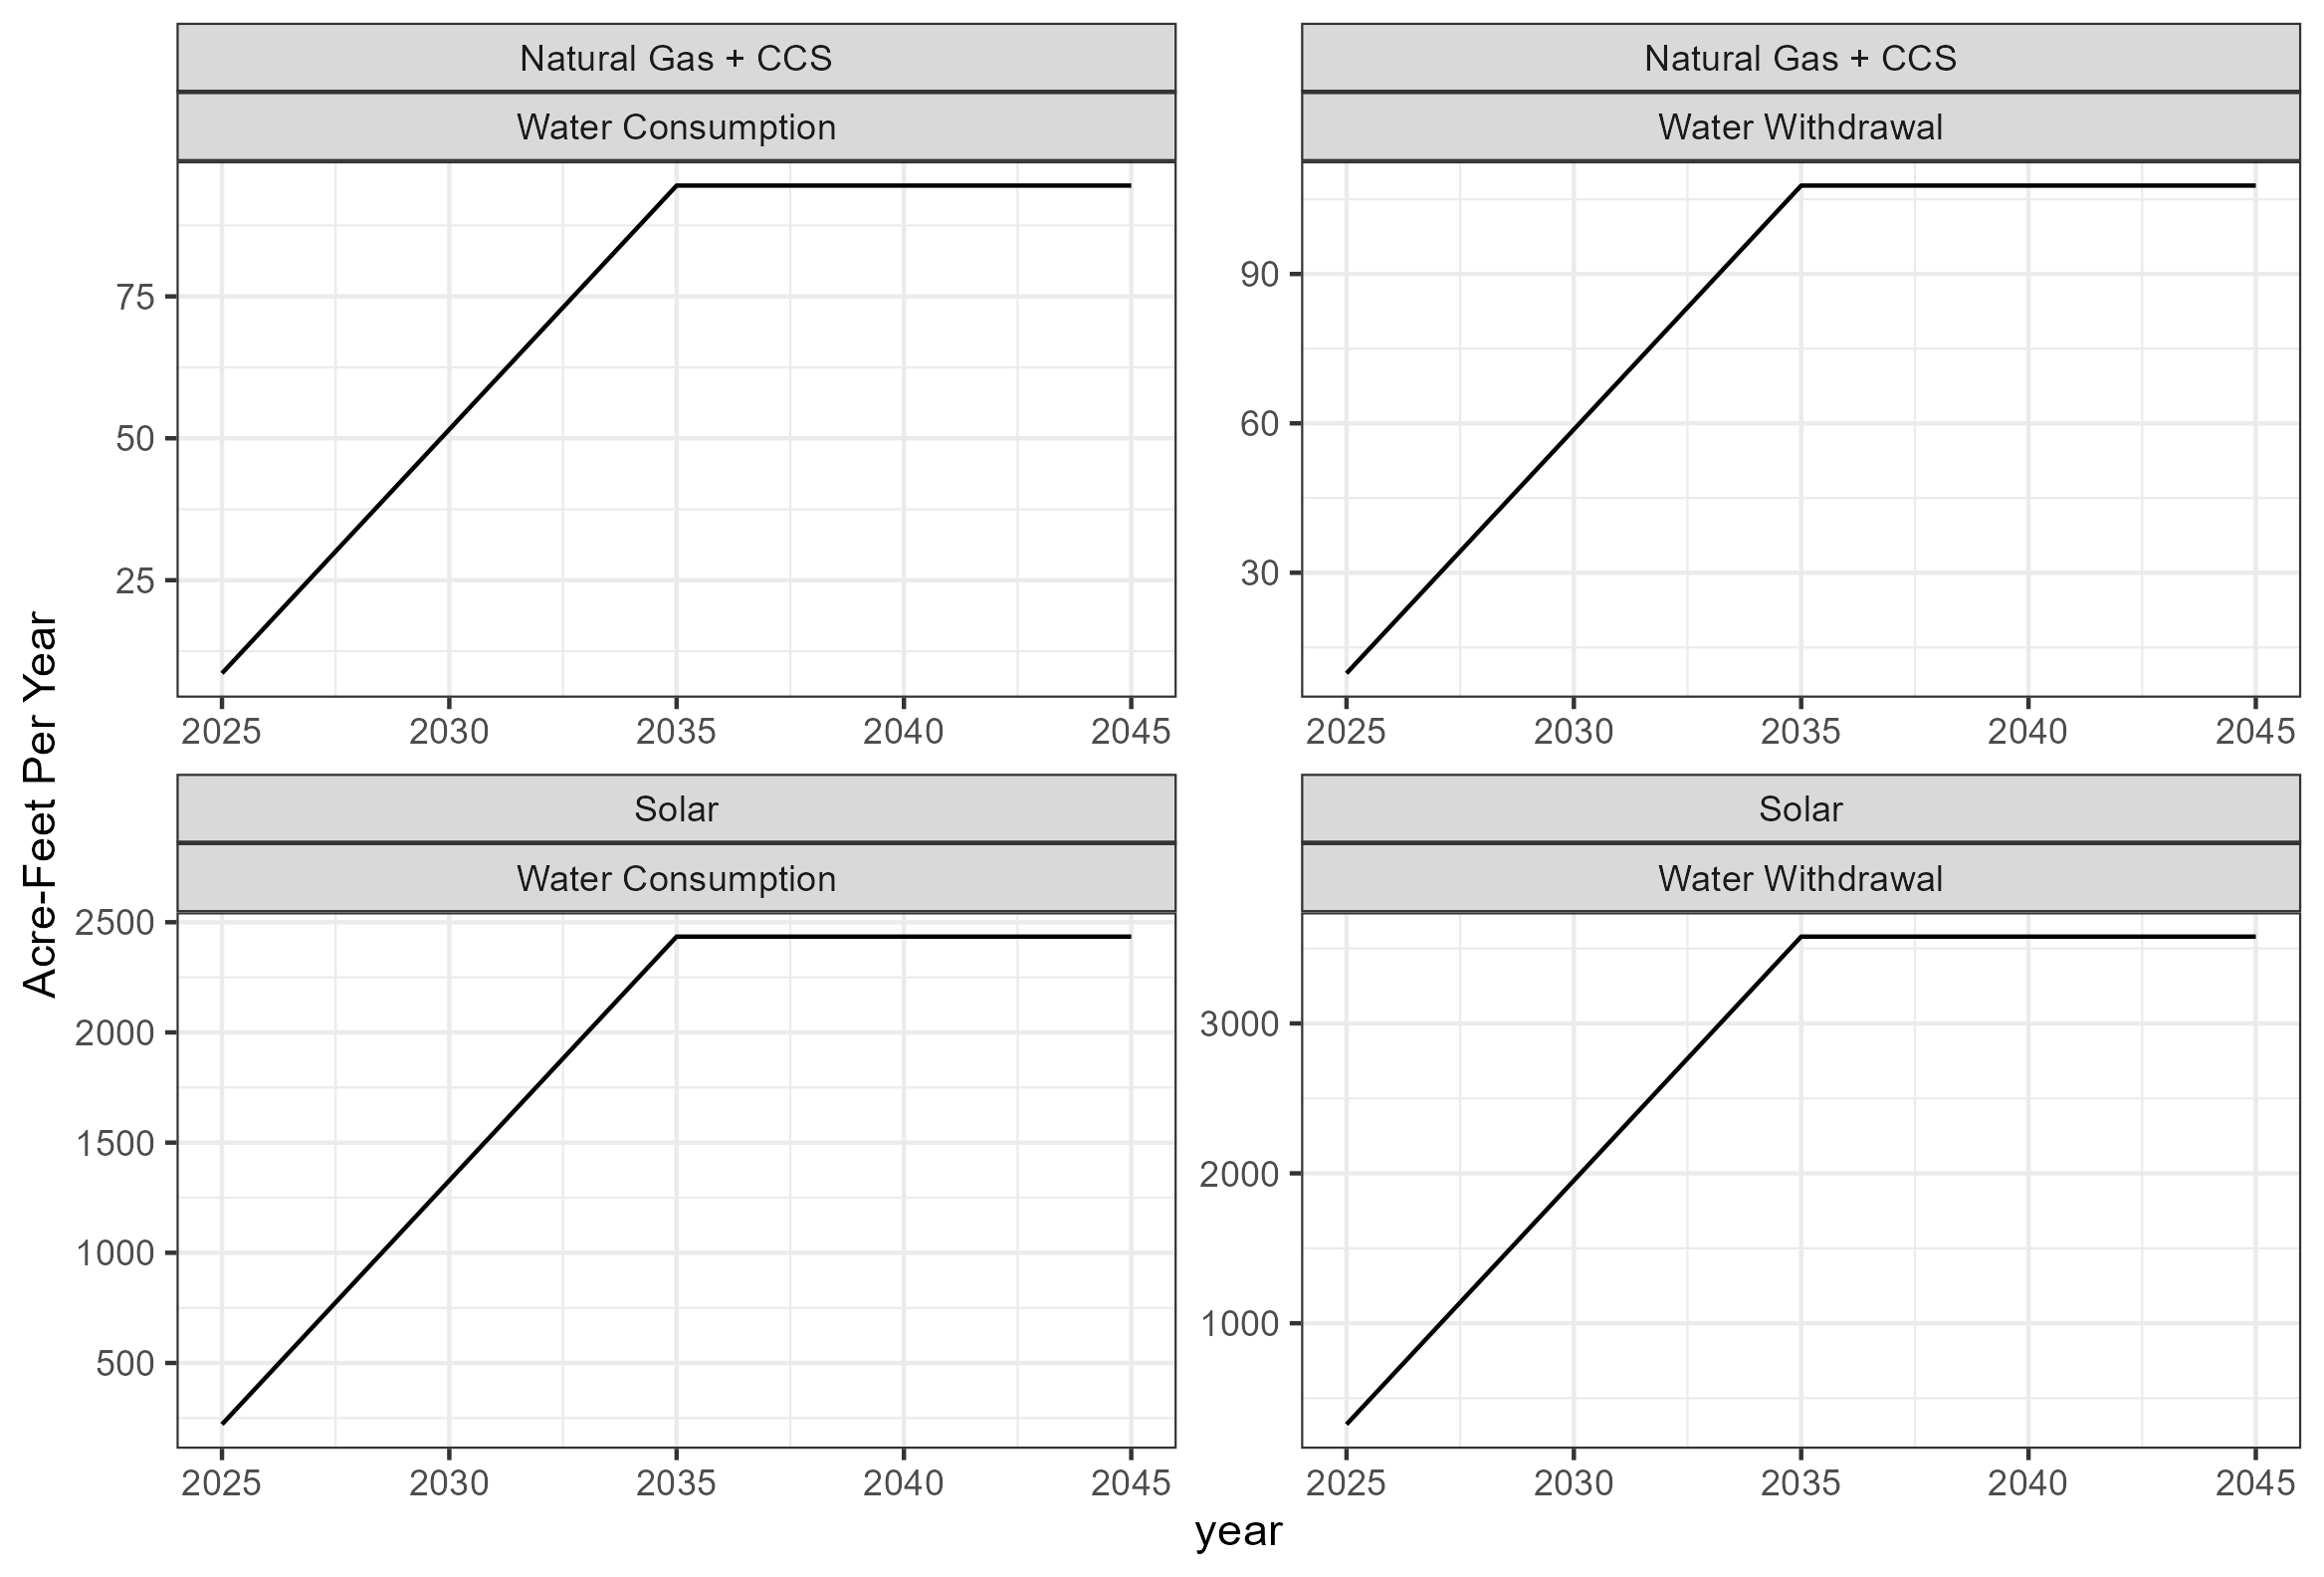 Natural Gas + CCS
Water Consumption
75
50
25
2025 2030 2035 2040 2045
Natural Gas + CCS
Water Withdrawal
90
60
30
2025 2030 2035 2040 2045
Solar
Water Consumption
2500
2000
1500
1000
500
2025 2030 2035 2040 2045
Solar
Water Withdrawal
3000
2000
1000
2025 2030 2035 2040 2045
Acre-Feet Per Year
year